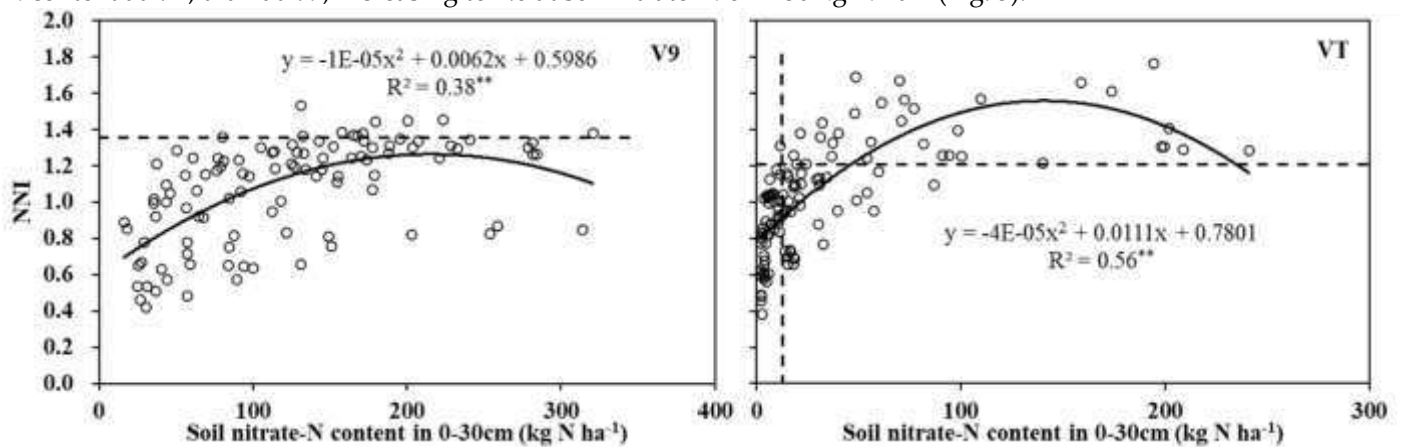 y = -1E-05x² + 0.0062x + 0.5986
R² = 0.38**
V9
VT
y = -4E-05x² + 0.0111x + 0.7801
R² = 0.56**
NNI
2.0
1.8
1.6
1.4
1.2
1.0
0.8
0.6
0.4
0.2
0.0
0 100 200 300 400
0 100 200 300
Soil nitrate-N content in 0-30cm (kg N ha⁻¹)
Soil nitrate-N content in 0-30cm (kg N ha⁻¹)